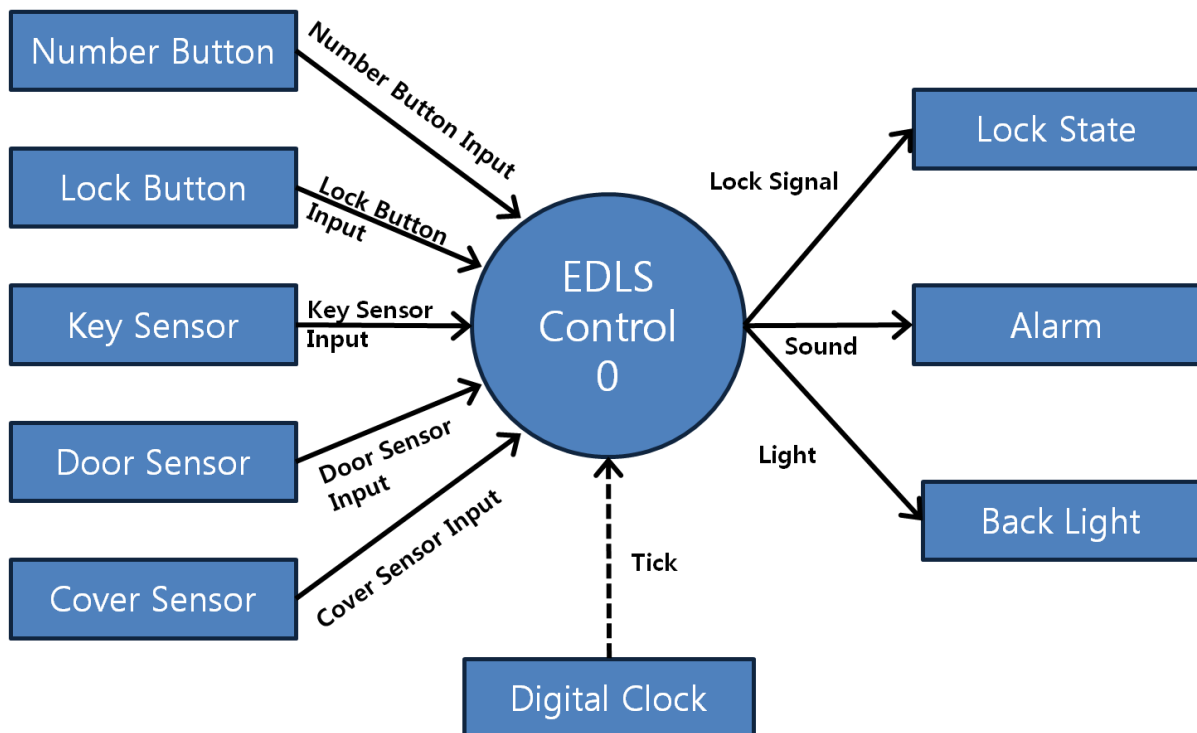 Number Button
Number Button Input
Lock Button
Lock Button
Input
Key Sensor
Key Sensor
Input
Door Sensor
Door Sensor
Input
Cover Sensor
Cover Sensor Input
EDLS
Control
0
Tick
Digital Clock
Lock Signal
Lock State
Sound
Alarm
Light
Back Light